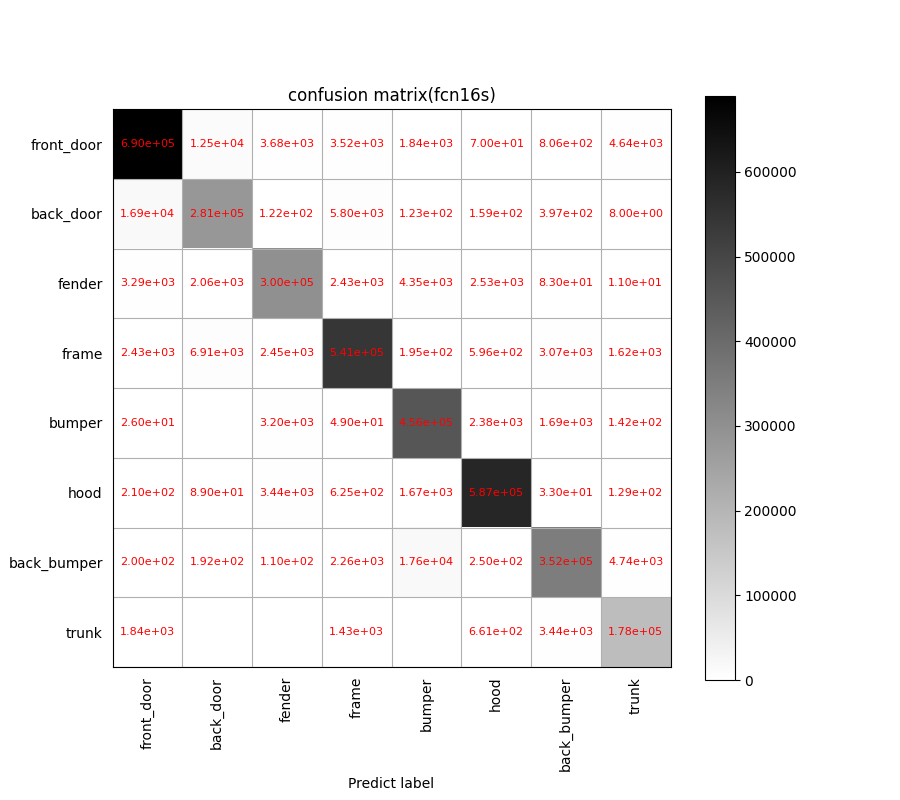 confusion matrix(fcn16s)
front_door 6.90e+05 1.25e+04 3.68e+03 3.52e+03 1.84e+03 7.00e+01 8.06e+02 4.64e+03
back_door 1.69e+04 2.81e+05 1.22e+02 5.80e+03 1.23e+02 1.59e+02 3.97e+02 8.00e+00
fender 3.29e+03 2.06e+03 3.00e+05 2.43e+03 4.35e+03 2.53e+03 8.30e+01 1.10e+01
frame 2.43e+03 6.91e+03 2.45e+03 5.41e+05 1.95e+02 5.96e+02 3.07e+03 1.62e+03
bumper 2.60e+01 3.20e+03 4.90e+01 2.38e+03 1.69e+03 1.42e+02
hood 2.10e+02 8.90e+01 3.44e+03 6.25e+02 1.67e+03 5.87e+05 3.30e+01 1.29e+02
back_bumper 2.00e+02 1.92e+02 1.10e+02 2.26e+03 1.76e+04 2.50e+02 3.52e+05 4.74e+03
trunk 1.84e+03 1.43e+03 6.61e+02 3.44e+03 1.78e+05
front_door back_door fender frame bumper hood back_bumper trunk
Predict label
600000
500000
400000
300000
200000
100000
0